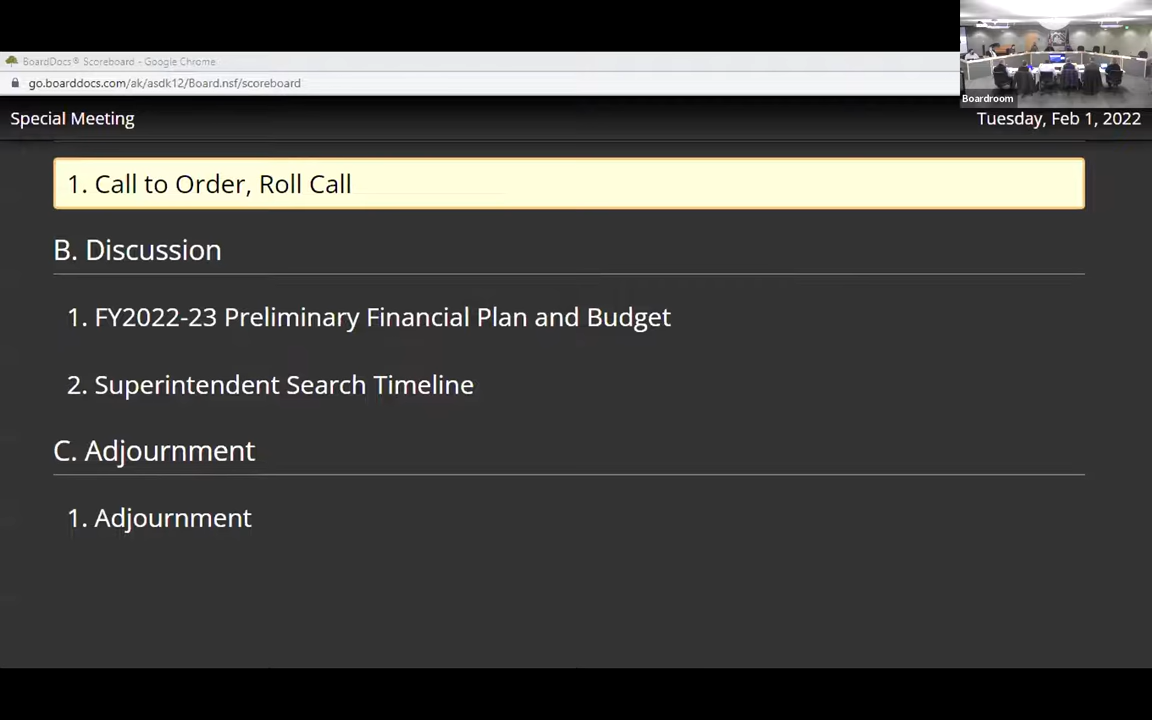 BoardDocs® Scoreboard - Google Chrome
go.boarddocs.com/ak/asdk12/Board.nsf/scoreboard
Boardroom
Special Meeting
Tuesday, Feb 1, 2022
1. Call to Order, Roll Call
B. Discussion
1. FY2022-23 Preliminary Financial Plan and Budget
2. Superintendent Search Timeline
C. Adjournment
1. Adjournment